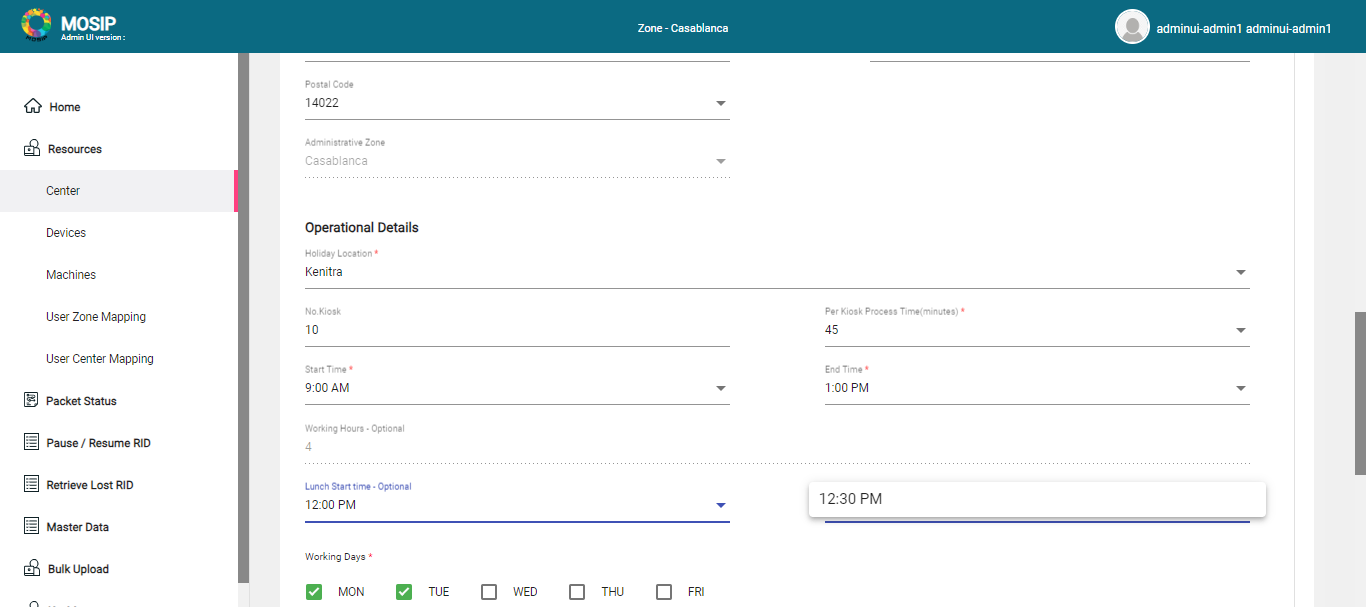 MOSIP
Admin UI version :
Zone - Casablanca
adminui-admin1 adminui-admin1
Home
Resources
Center
Devices
Machines
User Zone Mapping
User Center Mapping
Packet Status
Pause / Resume RID
Retrieve Lost RID
Master Data
Bulk Upload
Postal Code
14022
Administrative Zone
Casablanca
Operational Details
Holiday Location *
Kenitra
No.Kiosk
10
Per Kiosk Process Time(minutes) *
45
Start Time *
9:00 AM
End Time *
1:00 PM
Working Hours - Optional
4
Lunch Start time - Optional
12:00 PM
12:30 PM
Working Days *
MON TUE WED THU FRI